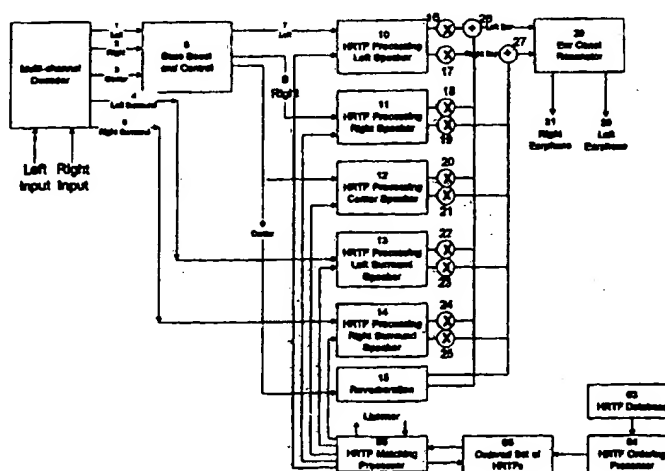 1
Left
2
Right
3
Center
4
Left Surround
5
Right Surround
Multi-channel
Decoder
Left
Input
Right
Input
6
Bass Boost
and Control
7
Left
8
Right
9
Center
10
HRTF Processing
Left Speaker
11
HRTF Processing
Right Speaker
12
HRTF Processing
Center Speaker
13
HRTF Processing
Left Surround
Speaker
14
HRTF Processing
Right Surround
Speaker
15
Reverberation
16
17
18
19
20
21
22
23
24
25
26
Left Ear
Right Ear
27
Ear Canal
Resonator
Right
Earphone
Left
Earphone
Listener
HRTF Matching
Processor
Ordered Set of
HRTFs
63
HRTF Database
64
HRTF Ordering
Processor